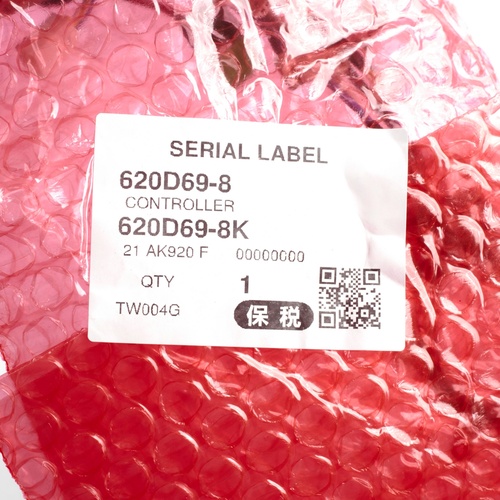 SERIAL LABEL
620D69-8
CONTROLLER
620D69-8K
21 AK920 F 00000000
QTY 1
TW004G 保税